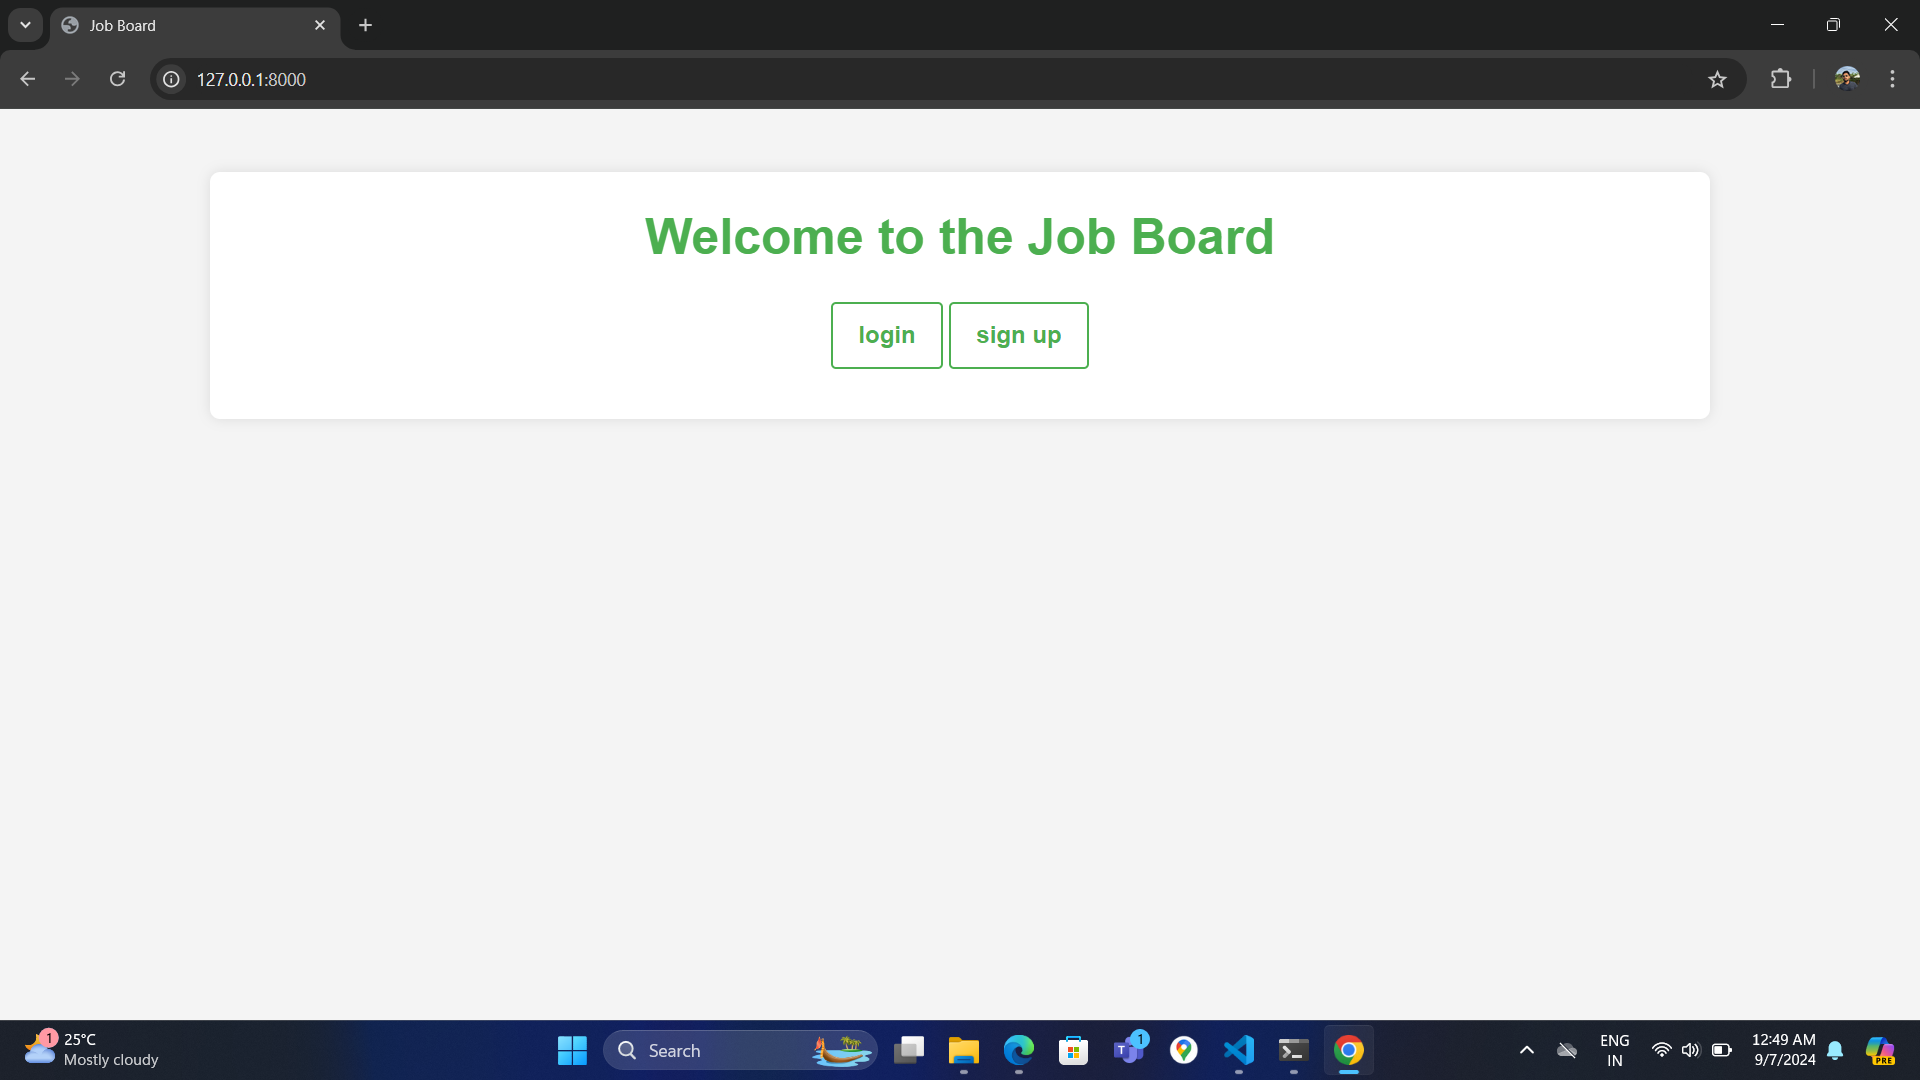 Job Board
127.0.0.1:8000
Welcome to the Job Board
login
sign up
1
25°C
Mostly cloudy
Search
T
1
ENG
IN
12:49 AM
9/7/2024
PRE